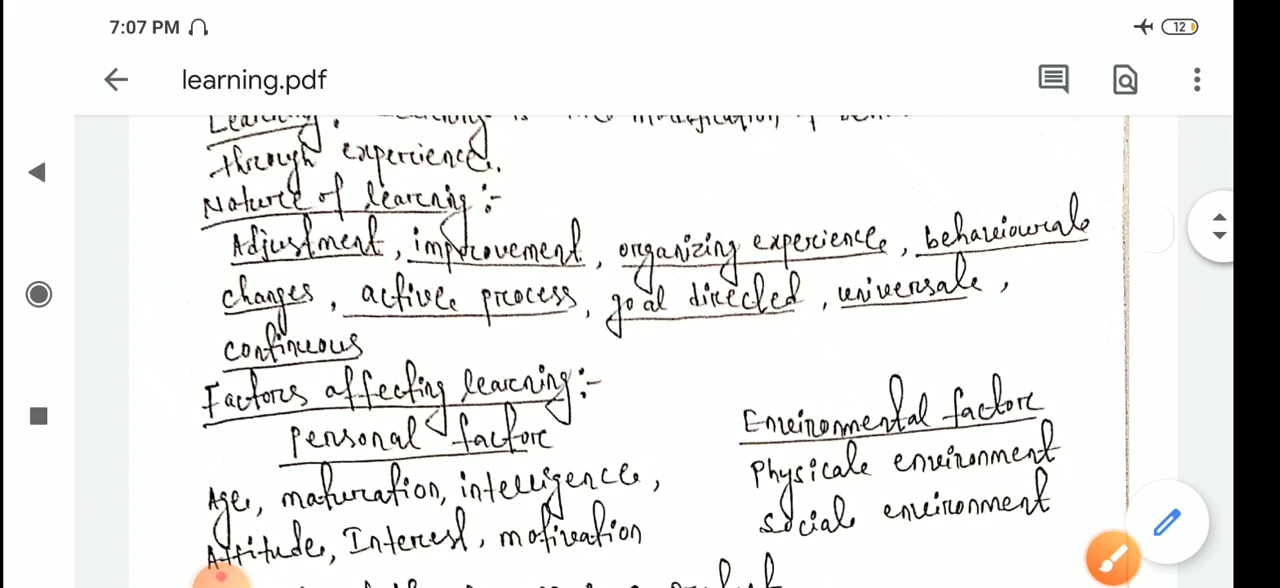 7:07 PM
12
learning.pdf
Learning
through experience.
Nature of learning :-
Adjustment, improvement, organizing experience, behavioural
changes, active process, goal directed, universal,
continuous
Factors affecting learning :-
Personal factor
Environmental factor
Age, maturation, intelligence,
Physical environment
Attitude, Interest, motivation
Social environment